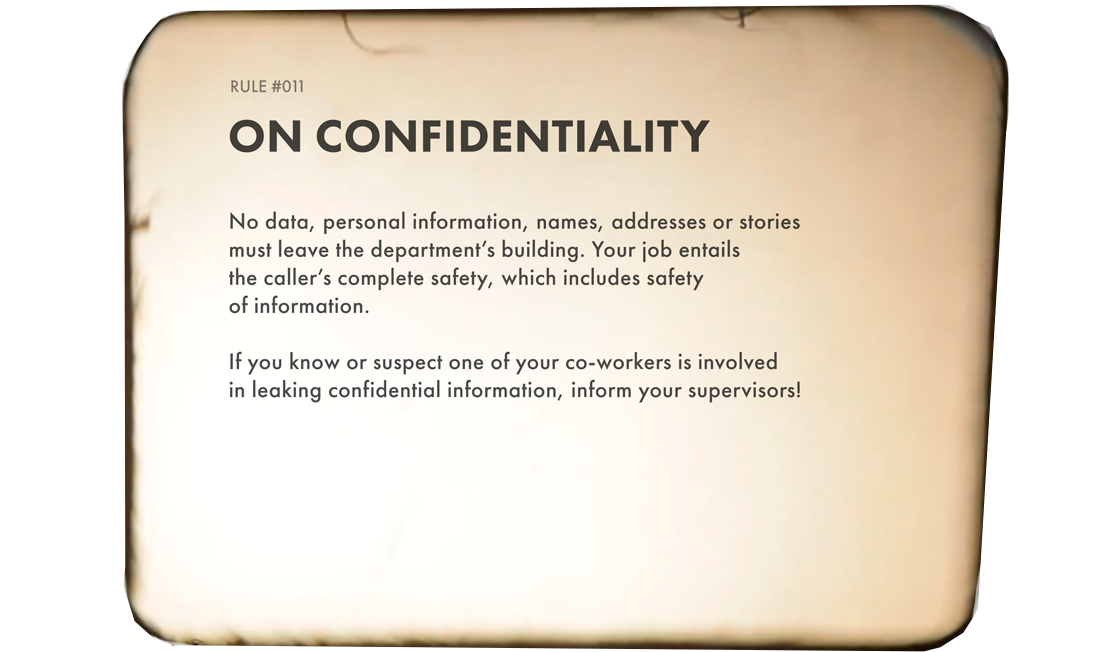 RULE #011
ON CONFIDENTIALITY
No data, personal information, names, addresses or stories
must leave the department’s building. Your job entails
the caller’s complete safety, which includes safety
of information.
If you know or suspect one of your co-workers is involved
in leaking confidential information, inform your supervisors!